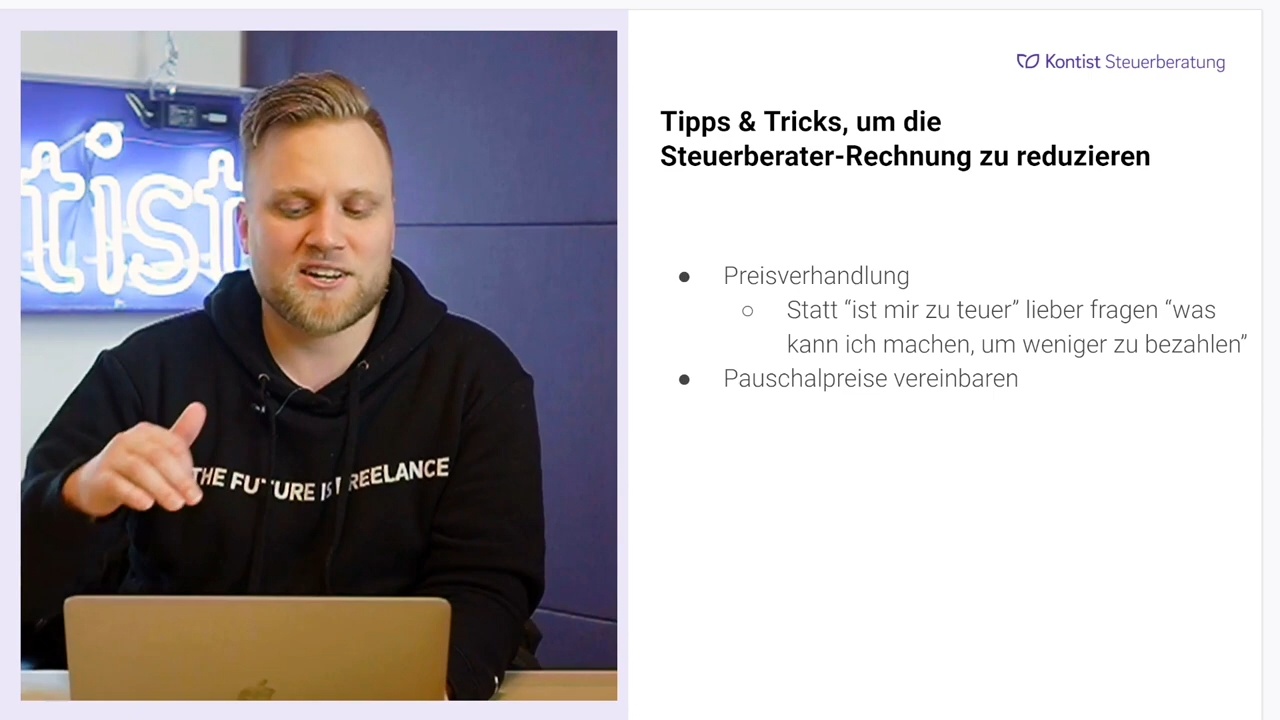 tist
THE FUTURE IS FREELANCE
Kontist Steuerberatung
Tipps & Tricks, um die
Steuerberater-Rechnung zu reduzieren
● Preisverhandlung
○ Statt “ist mir zu teuer” lieber fragen “was
kann ich machen, um weniger zu bezahlen”
● Pauschalpreise vereinbaren